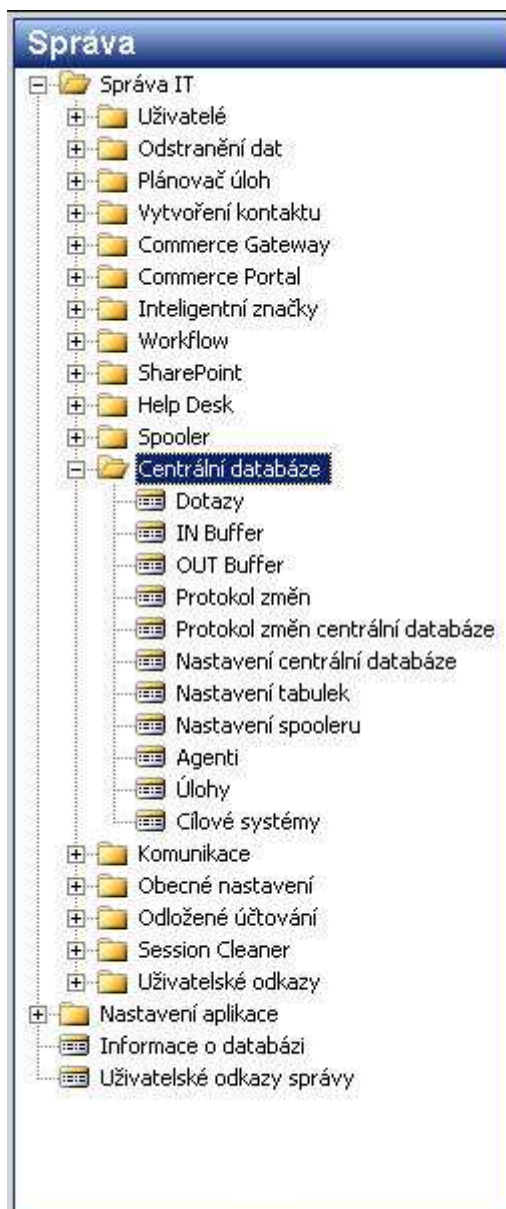 Správa
Správa IT
Uživatelé
Odstranění dat
Plánovač úloh
Vytvoření kontaktu
Commerce Gateway
Commerce Portal
Inteligentní značky
Workflow
SharePoint
Help Desk
Spooler
Centrální databáze
Dotazy
IN Buffer
OUT Buffer
Protokol změn
Protokol změn centrální databáze
Nastavení centrální databáze
Nastavení tabulek
Nastavení spooleru
Agenti
Úlohy
Cílové systémy
Komunikace
Obecné nastavení
Odložené účtování
Session Cleaner
Uživatelské odkazy
Nastavení aplikace
Informace o databázi
Uživatelské odkazy správy